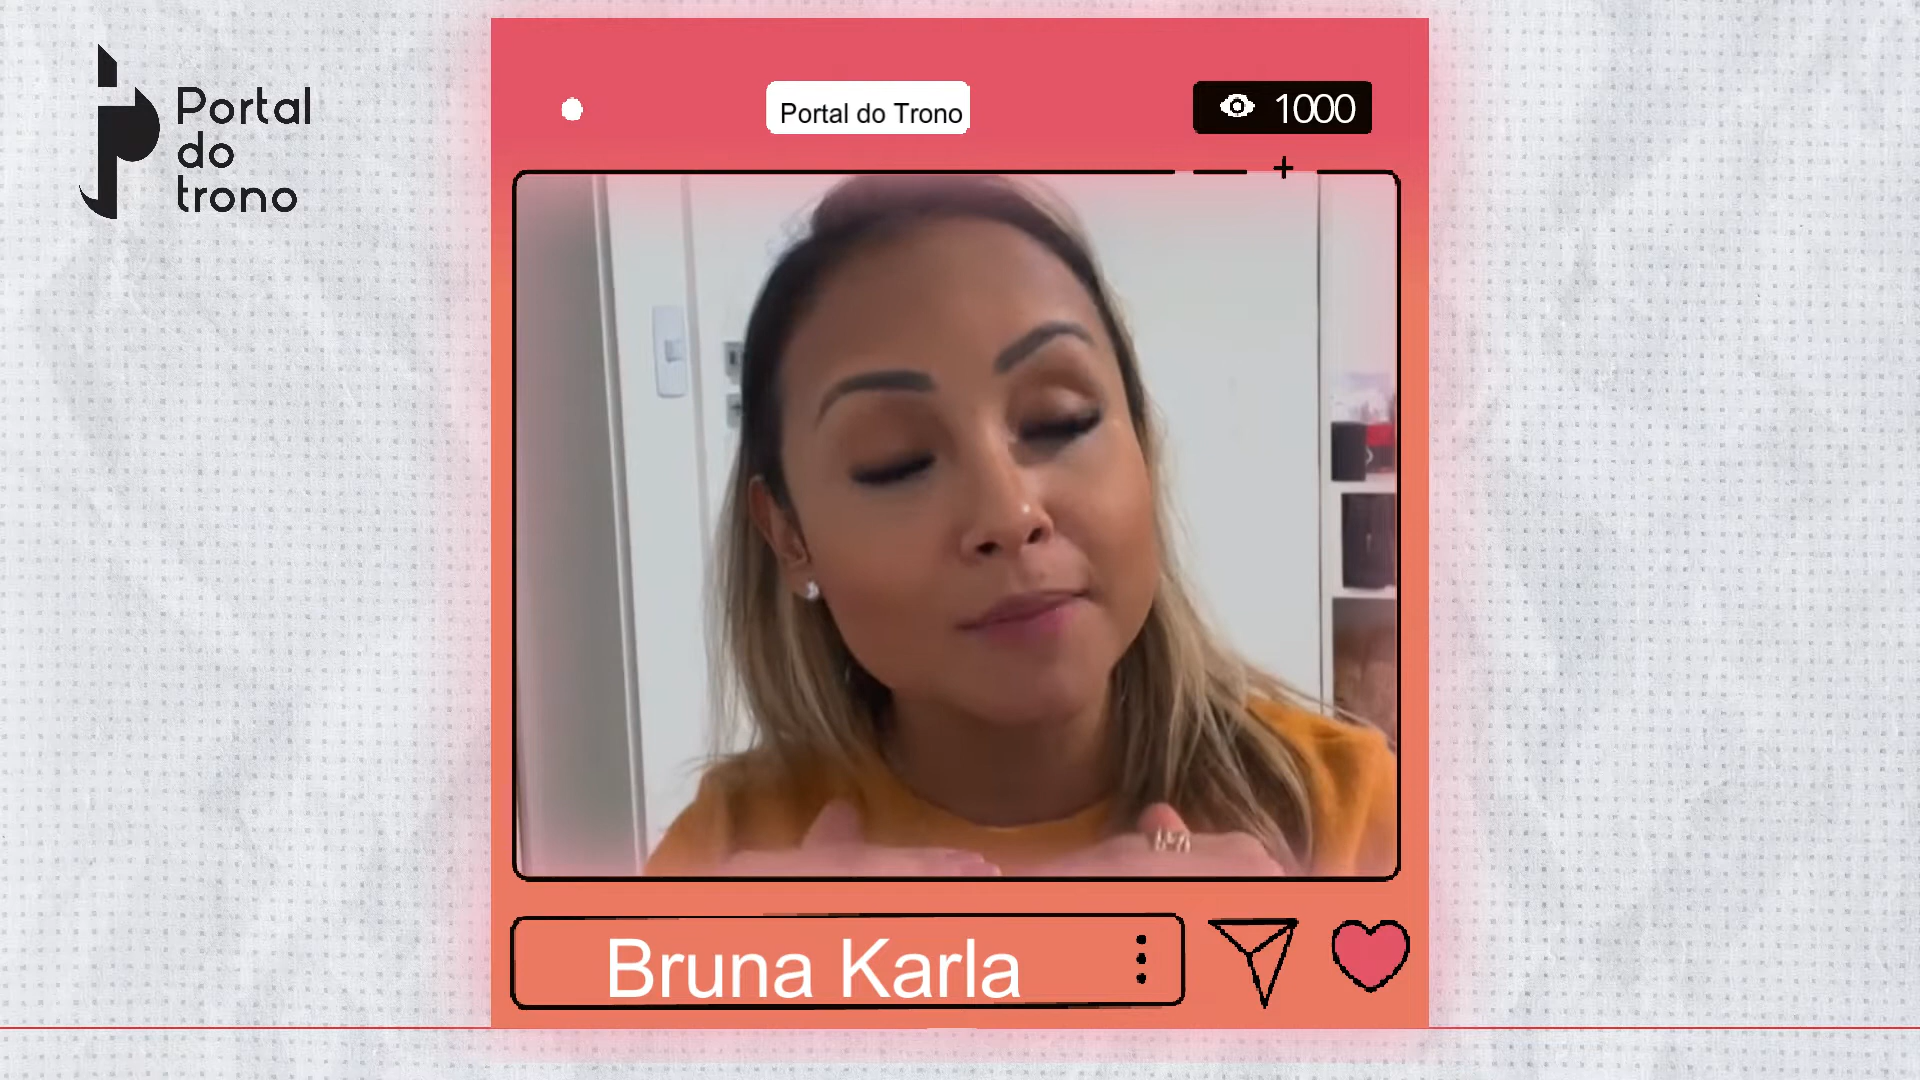 Portal
do
trono
Portal do Trono
1000
Bruna Karla